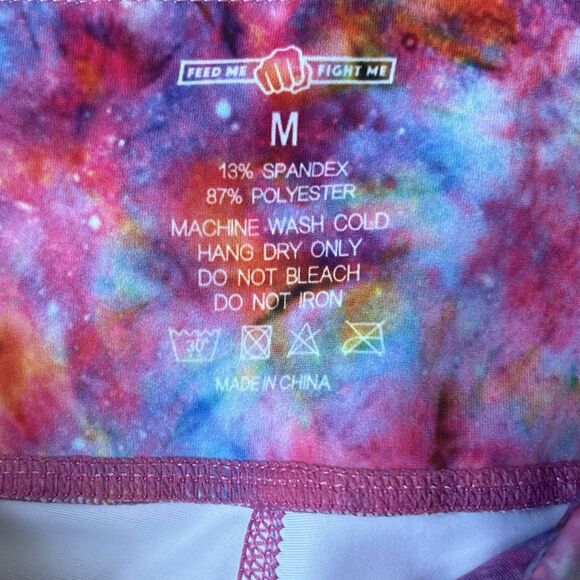 FEED ME FIGHT ME
M
13% SPANDEX
87% POLYESTER
MACHINE WASH COLD
HANG DRY ONLY
DO NOT BLEACH
DO NOT IRON
30°
MADE IN CHINA